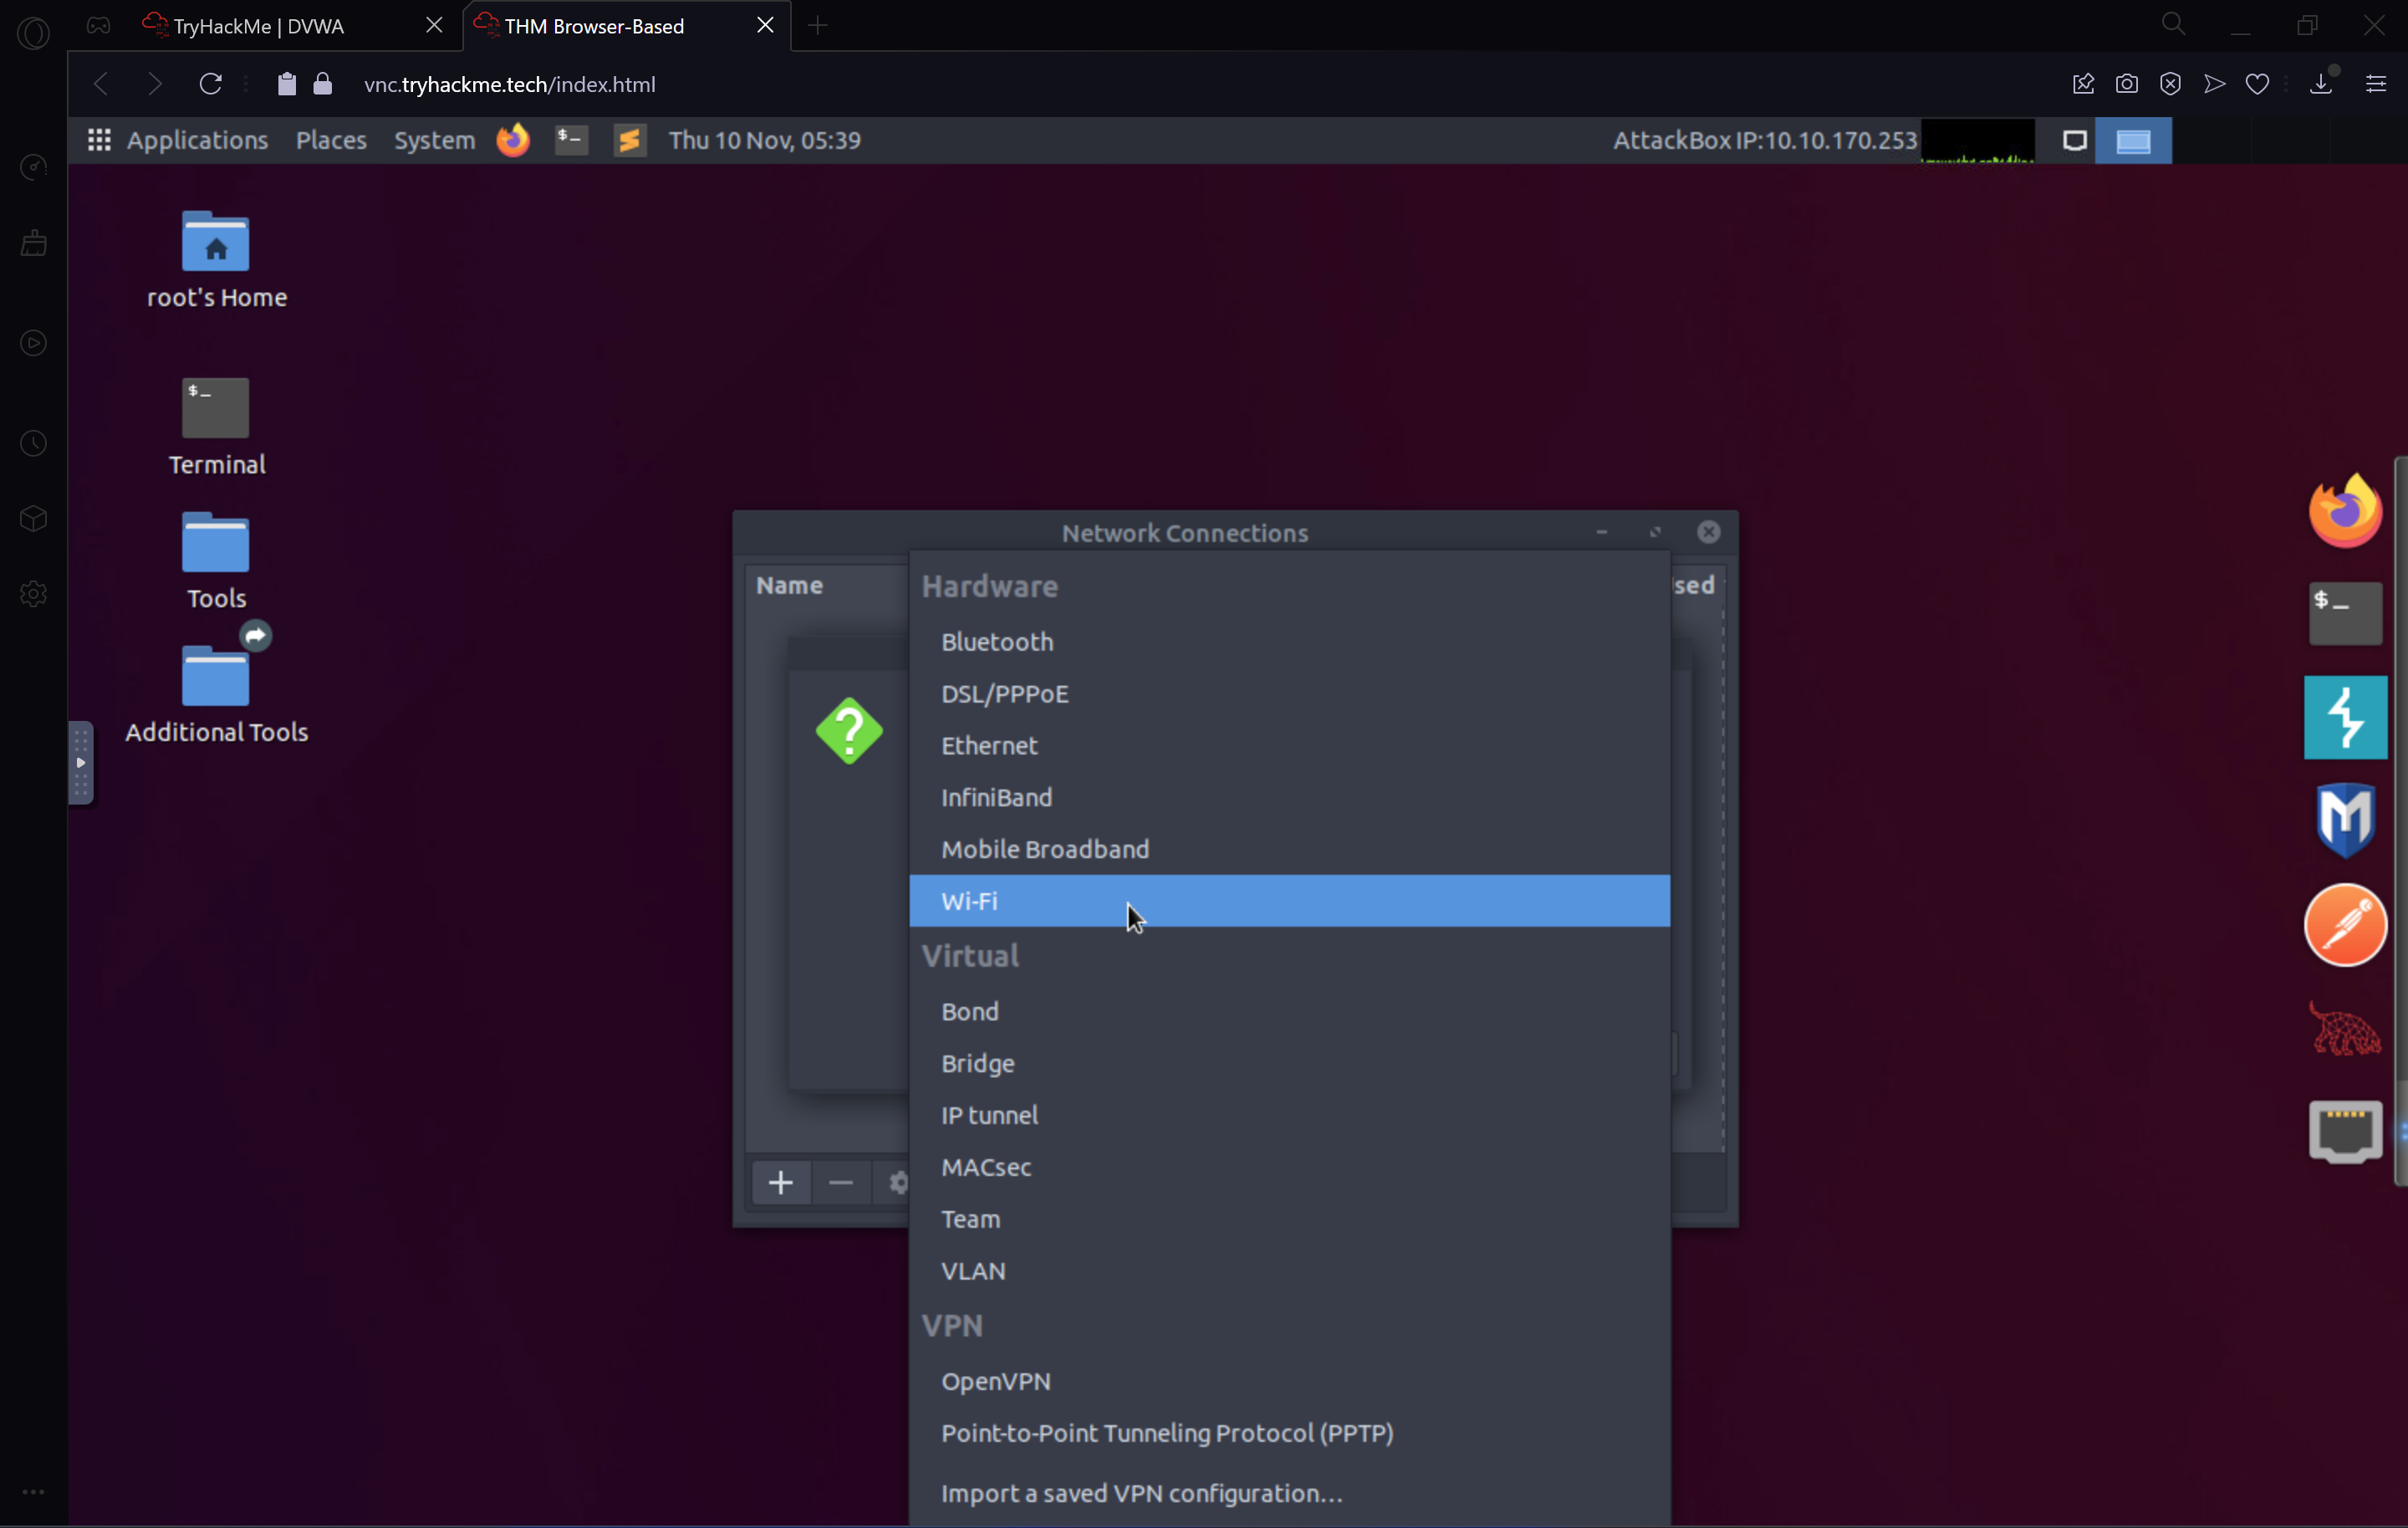 TryHackMe | DVWA
THM Browser-Based
vnc.tryhackme.tech/index.html
Applications Places System $_ Thu 10 Nov, 05:39 AttackBox IP:10.10.170.253
root's Home
$_
Terminal
Tools
Additional Tools
Network Connections
Name
sed
Hardware
Bluetooth
DSL/PPPoE
Ethernet
InfiniBand
Mobile Broadband
Wi-Fi
Virtual
Bond
Bridge
IP tunnel
MACsec
Team
VLAN
VPN
OpenVPN
Point-to-Point Tunneling Protocol (PPTP)
Import a saved VPN configuration...
$_